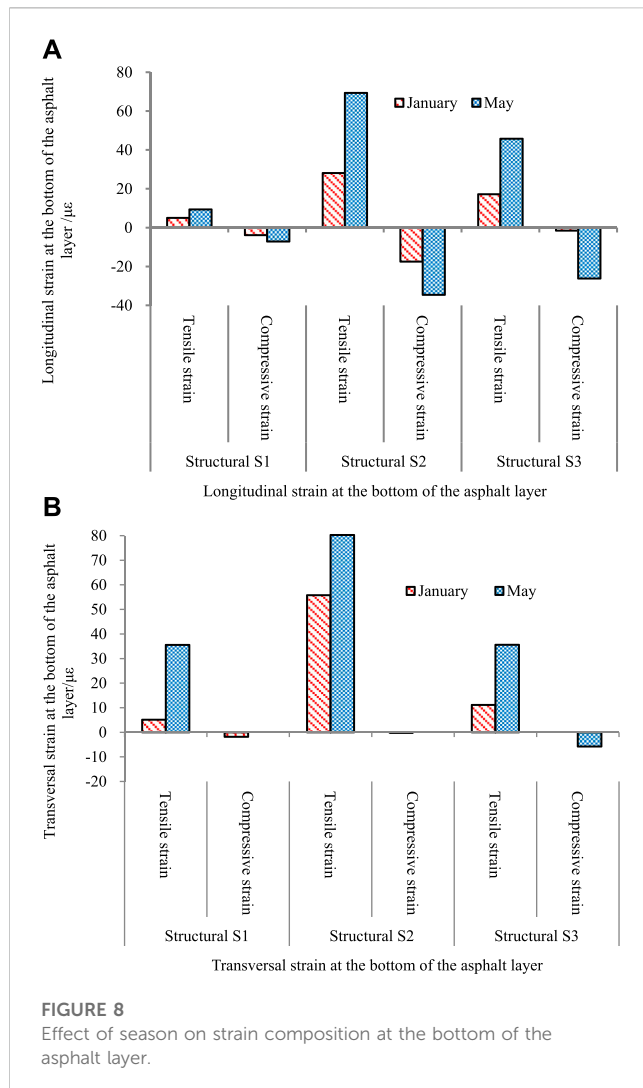 A
Longitudinal strain at the bottom of the asphalt
layer /με
80
60
40
20
0
-20
-40
January
May
Tensile strain
Compressive strain
Tensile strain
Compressive strain
Tensile strain
Compressive strain
Structural S1
Structural S2
Structural S3
Longitudinal strain at the bottom of the asphalt layer
B
Transversal strain at the bottom of the asphalt
layer/με
80
70
60
50
40
30
20
10
0
-10
-20
January
May
Tensile strain
Compressive strain
Tensile strain
Compressive strain
Tensile strain
Compressive strain
Structural S1
Structural S2
Structural S3
Transversal strain at the bottom of the asphalt layer
FIGURE 8
Effect of season on strain composition at the bottom of the
asphalt layer.